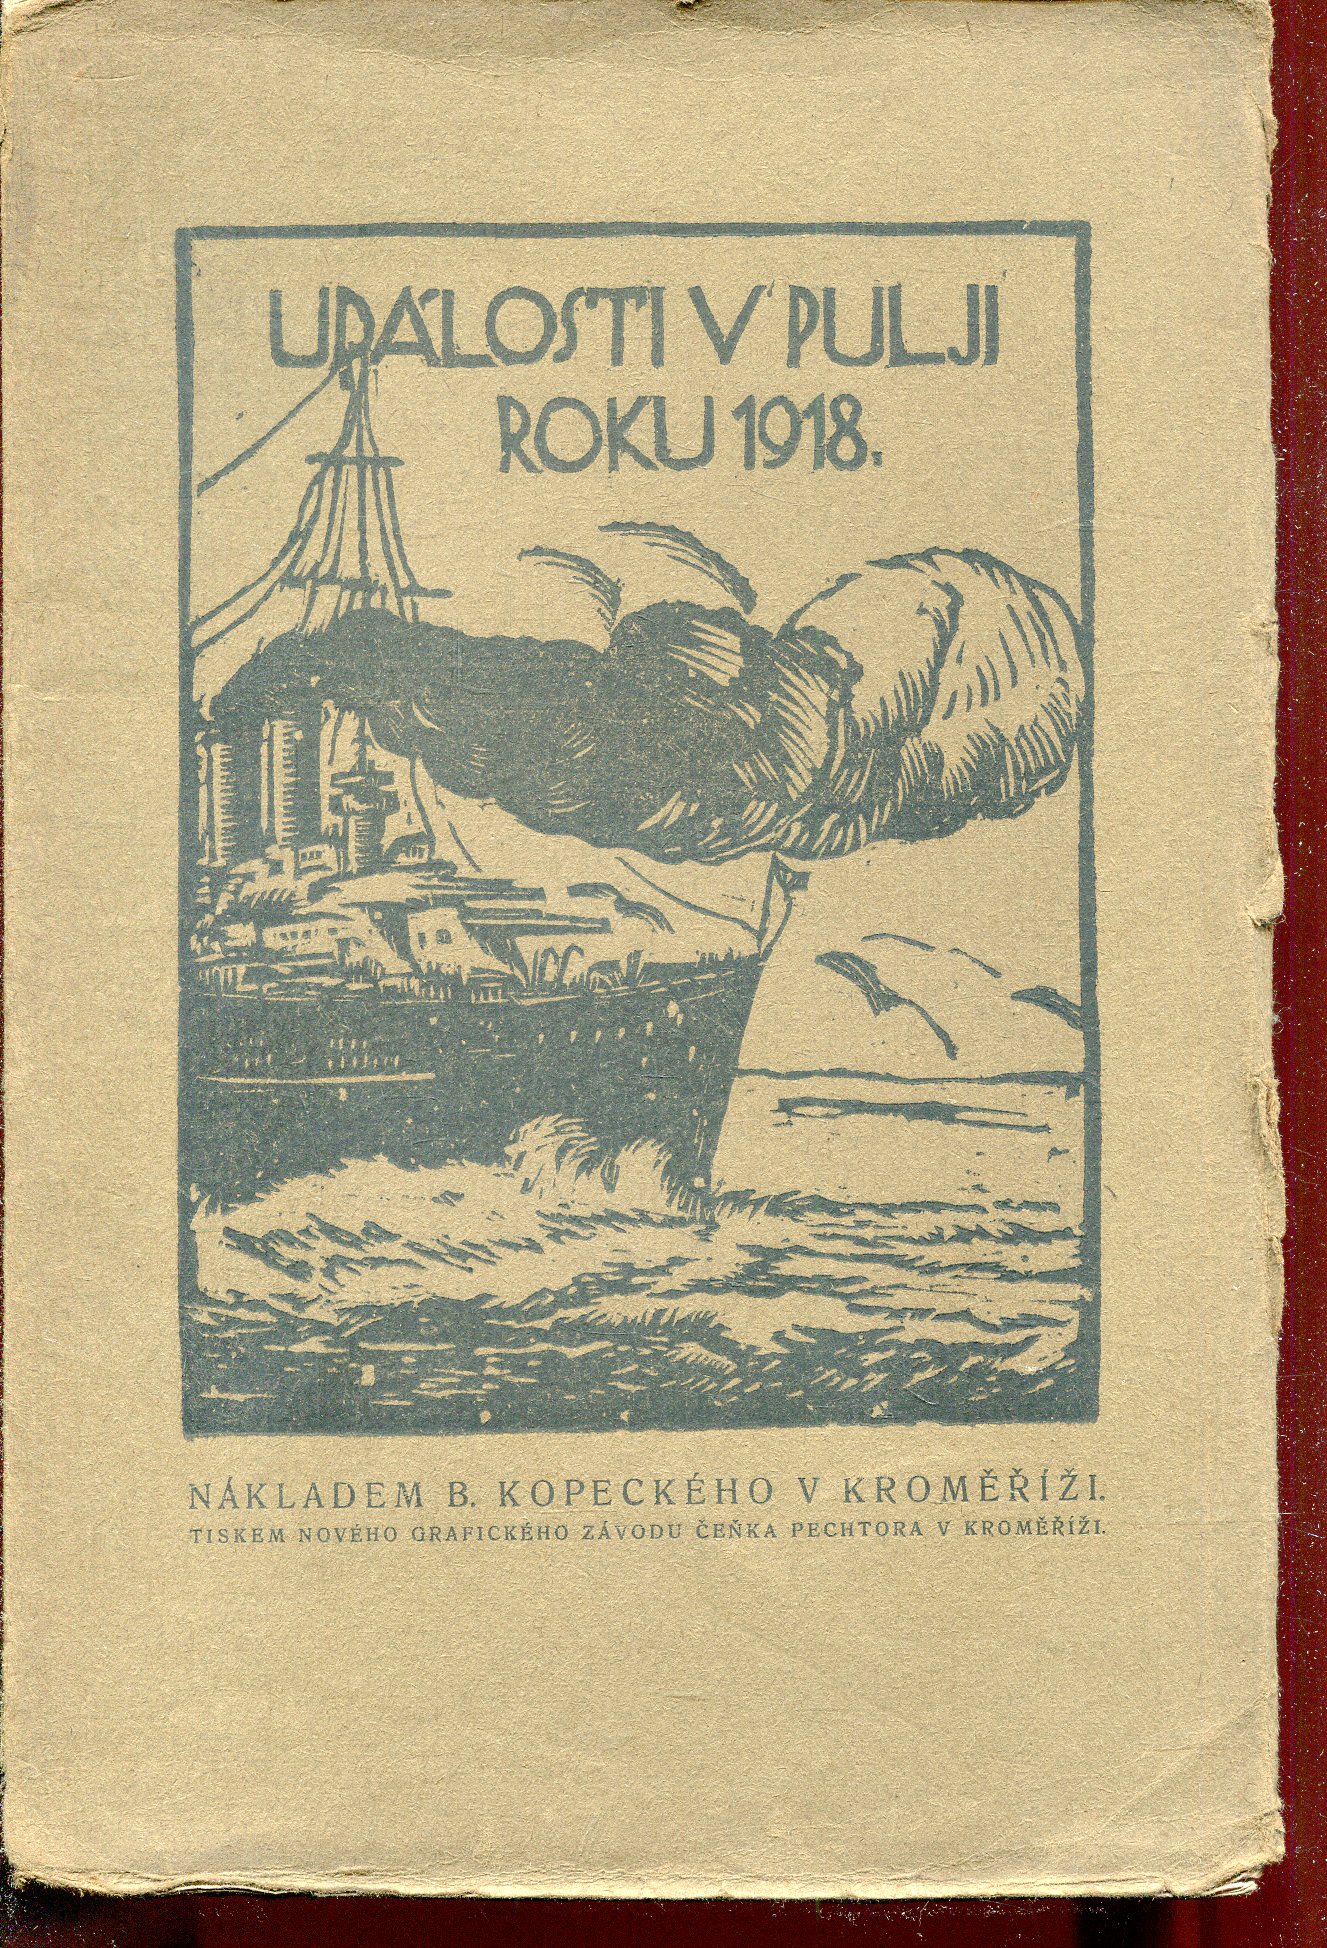 UDÁLOSTI V PULJI
ROKU 1918.
NÁKLADEM B. KOPECKÉHO V KROMĚŘÍŽI.
TISKEM NOVÉHO GRAFICKÉHO ZÁVODU ČEŇKA PECHTORA V KROMĚŘÍŽI.